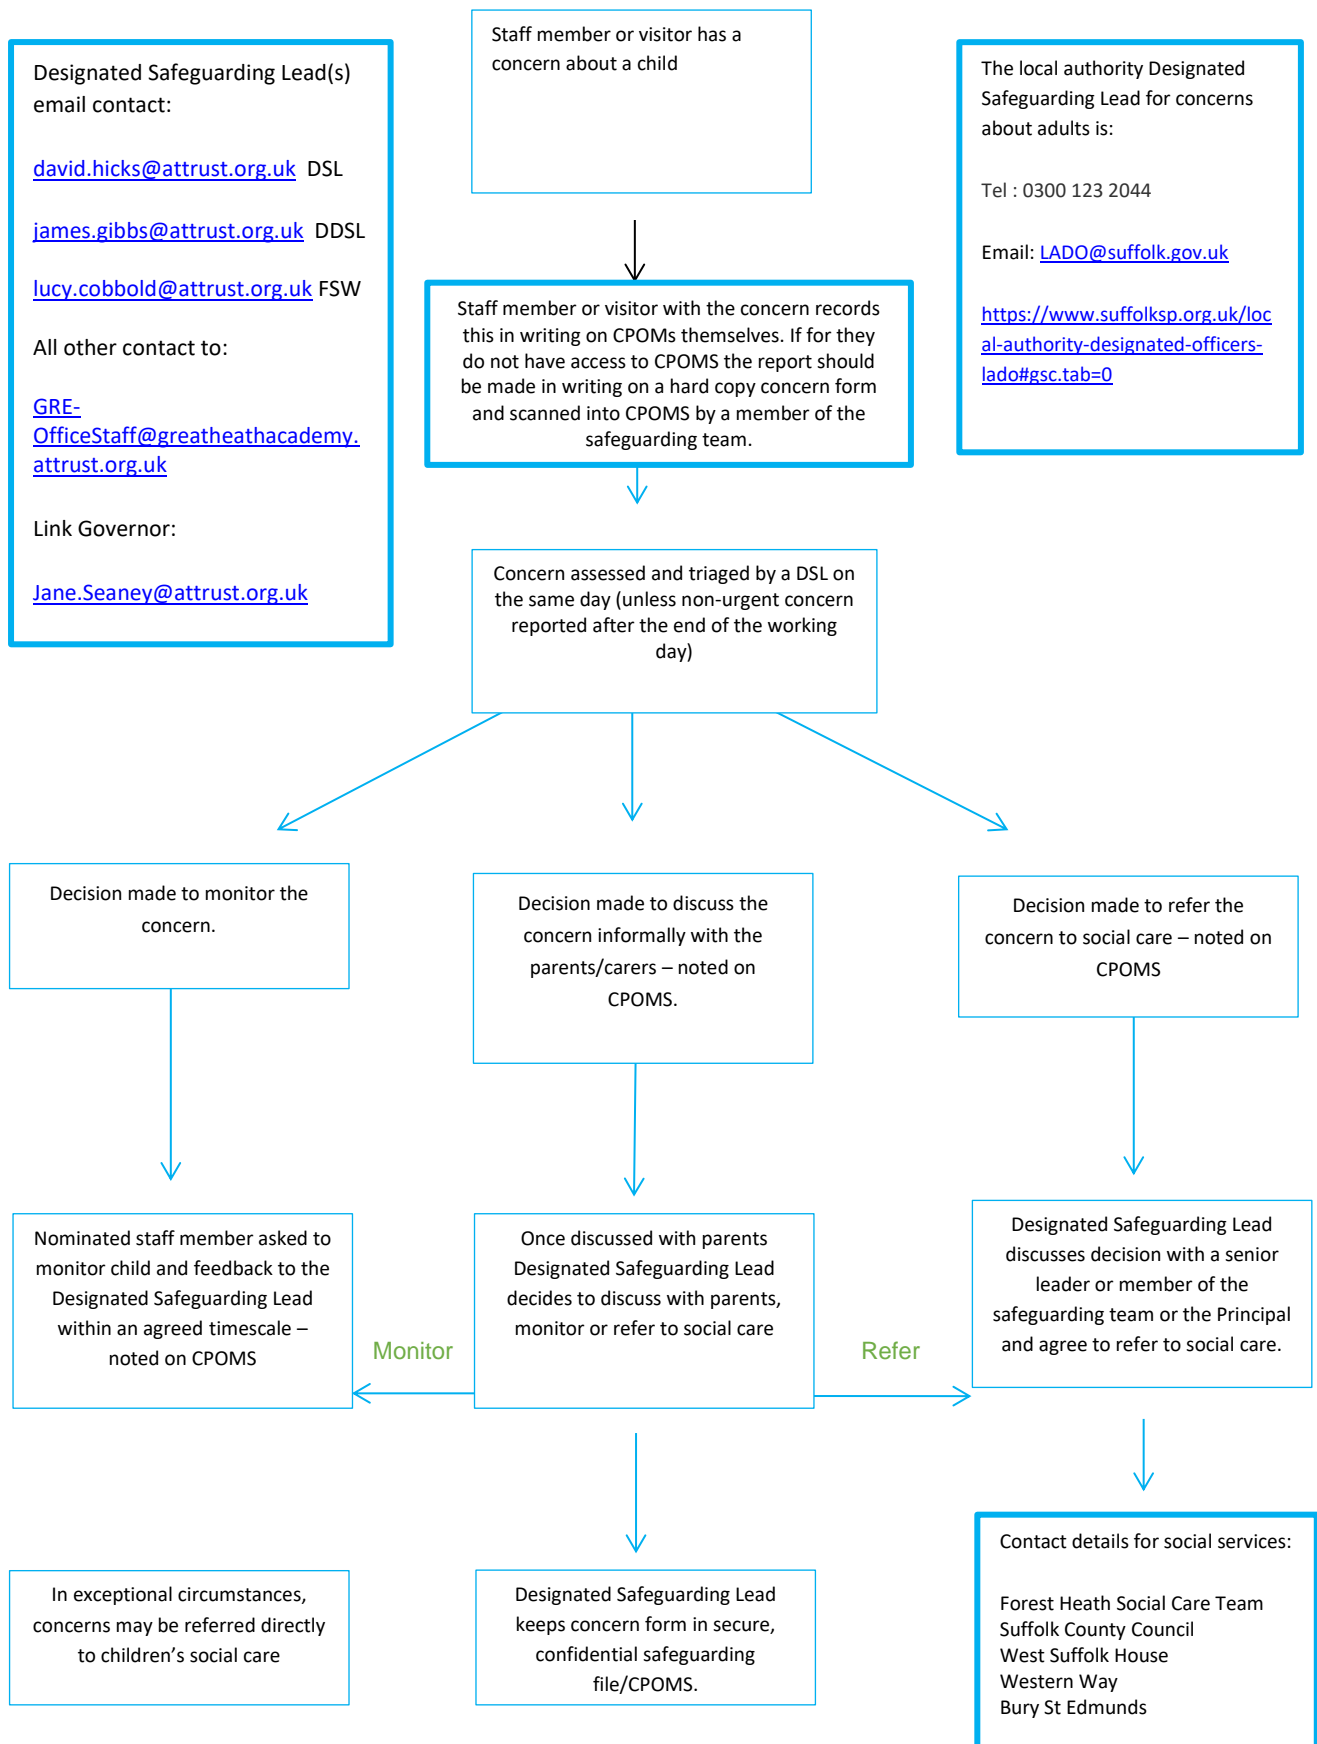 Staff member or visitor has a
concern about a child
Designated Safeguarding Lead(s)
email contact:
david.hicks@attrust.org.uk DSL
james.gibbs@attrust.org.uk DDSL
lucy.cobbold@attrust.org.uk FSW
All other contact to:
GRE-
OfficeStaff@greatheathacademy.
attrust.org.uk
Link Governor:
Jane.Seaney@attrust.org.uk
The local authority Designated
Safeguarding Lead for concerns
about adults is:
Tel : 0300 123 2044
Email: LADO@suffolk.gov.uk
https://www.suffolksp.org.uk/loc
al-authority-designated-officers-
lado#gsc.tab=0
Staff member or visitor with the concern records
this in writing on CPOMs themselves. If for they
do not have access to CPOMS the report should
be made in writing on a hard copy concern form
and scanned into CPOMS by a member of the
safeguarding team.
Concern assessed and triaged by a DSL on
the same day (unless non-urgent concern
reported after the end of the working
day)
Decision made to monitor the
concern.
Decision made to discuss the
concern informally with the
parents/carers – noted on
CPOMS.
Decision made to refer the
concern to social care – noted on
CPOMS
Nominated staff member asked to
monitor child and feedback to the
Designated Safeguarding Lead
within an agreed timescale –
noted on CPOMS
Monitor
Once discussed with parents
Designated Safeguarding Lead
decides to discuss with parents,
monitor or refer to social care
Refer
Designated Safeguarding Lead
discusses decision with a senior
leader or member of the
safeguarding team or the Principal
and agree to refer to social care.
In exceptional circumstances,
concerns may be referred directly
to children's social care
Designated Safeguarding Lead
keeps concern form in secure,
confidential safeguarding
file/CPOMS.
Contact details for social services:
Forest Heath Social Care Team
Suffolk County Council
West Suffolk House
Western Way
Bury St Edmunds